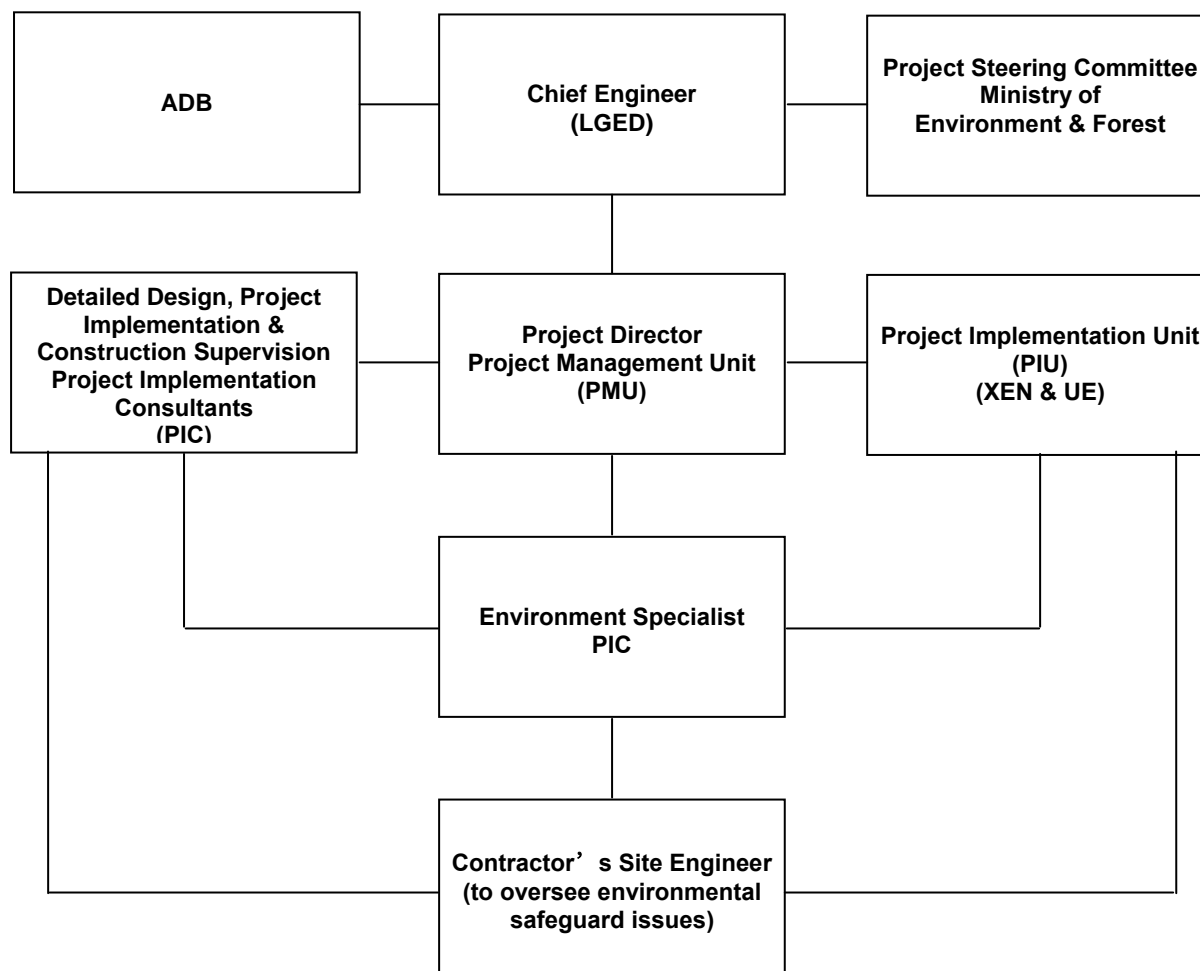 ADB
Chief Engineer
(LGED)
Project Steering Committee
Ministry of
Environment & Forest
Detailed Design, Project
Implementation &
Construction Supervision
Project Implementation
Consultants
(PIC)
Project Director
Project Management Unit
(PMU)
Project Implementation Unit
(PIU)
(XEN & UE)
Environment Specialist
PIC
Contractor’s Site Engineer
(to oversee environmental
safeguard issues)